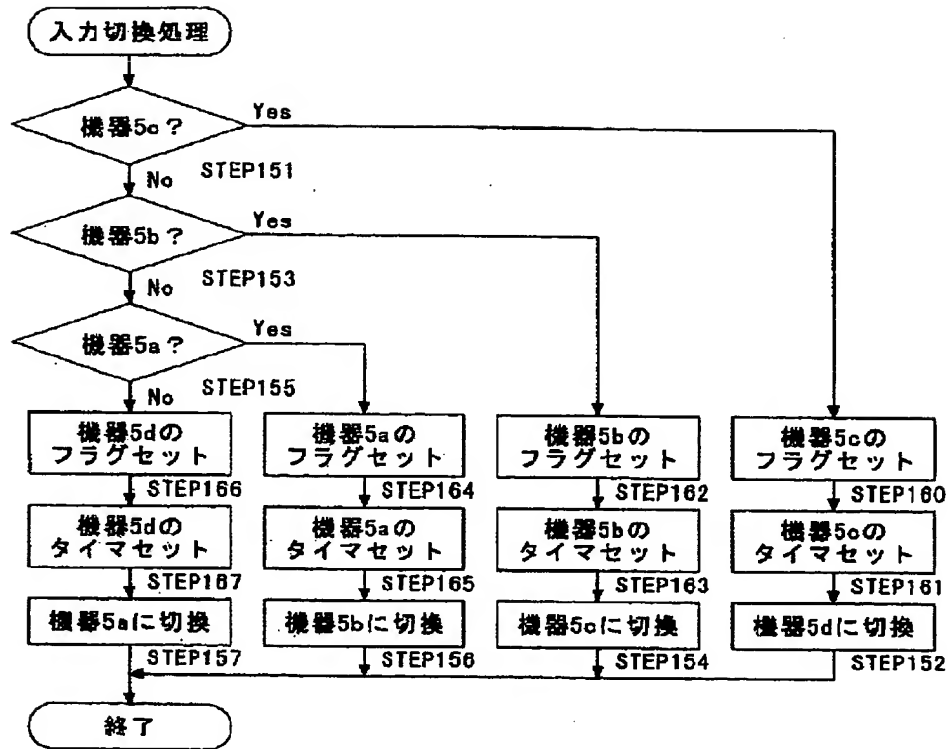 入力切換処理
機器5c？
Yes
No
STEP151
機器5b？
Yes
No
STEP153
機器5a？
Yes
No
STEP155
機器5dの
フラグセット
STEP166
機器5aの
フラグセット
STEP164
機器5bの
フラグセット
STEP162
機器5cの
フラグセット
STEP160
機器5dの
タイマセット
STEP167
機器5aの
タイマセット
STEP165
機器5bの
タイマセット
STEP163
機器5cの
タイマセット
STEP161
機器5aに切換
STEP157
機器5bに切換
STEP156
機器5cに切換
STEP154
機器5dに切換
STEP152
終了